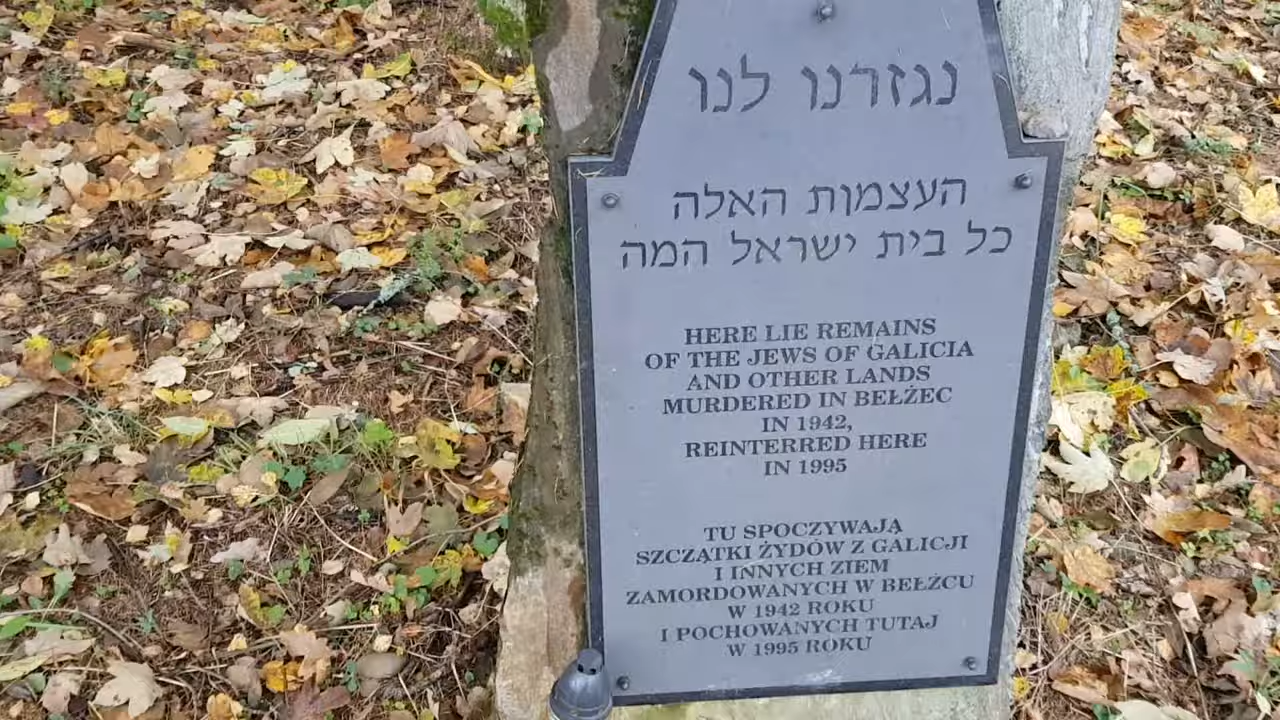 נגזרנו לנו
העצמות האלה
כל בית ישראל המה
HERE LIE REMAINS
OF THE JEWS OF GALICIA
AND OTHER LANDS
MURDERED IN BEŁŻEC
IN 1942,
REINTERRED HERE
IN 1995
TU SPOCZYWAJĄ
SZCZĄTKI ŻYDÓW Z GALICJI
I INNYCH ZIEM
ZAMORDOWANYCH W BEŁŻCU
W 1942 ROKU
I POCHOWANYCH TUTAJ
W 1995 ROKU